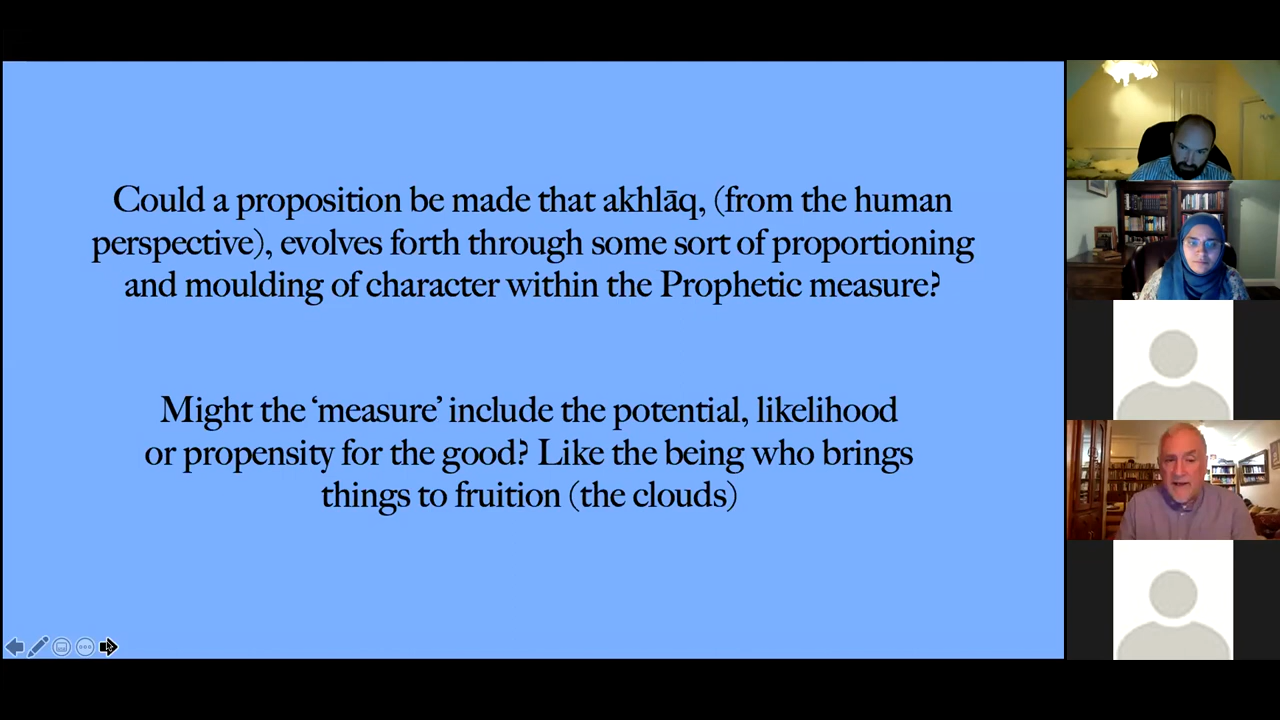 Could a proposition be made that akhlāq, (from the human
perspective), evolves forth through some sort of proportioning
and moulding of character within the Prophetic measure?
Might the ‘measure’ include the potential, likelihood
or propensity for the good? Like the being who brings
things to fruition (the clouds)